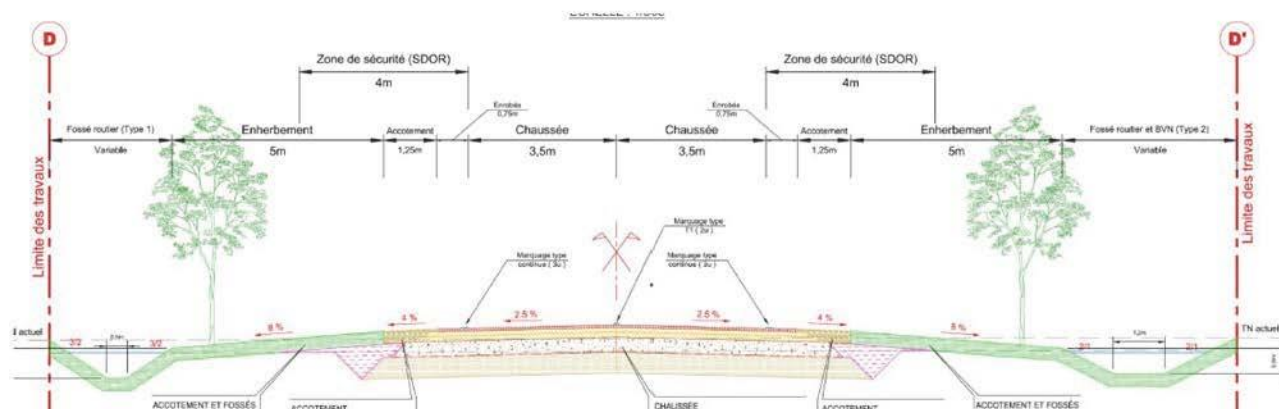 D
D'
Zone de sécurité (SDOR)
4m
Zone de sécurité (SDOR)
4m
Enrobés
0,75m
Enrobés
0,75m
Fossé routier (Type 1)
Variable
Enherbement
5m
Accotement
1,25m
Chaussée
3,5m
Chaussée
3,5m
Accotement
1,25m
Enherbement
5m
Fossé routier et BVN (Type 2)
Variable
Limite des travaux
Limite des travaux
Marquage type
T1 ( 2u )
Marquage type
continue ( 3u )
Marquage type
continue ( 3u )
8 %
4 %
2.5 %
2.5 %
4 %
8 %
actuel
TN actuel
3/2
3/2
2/1
2/1
ACCOTEMENT ET FOSSÉS
ACCOTEMENT
CHAUSSÉE
ACCOTEMENT
ACCOTEMENT ET FOSSÉS